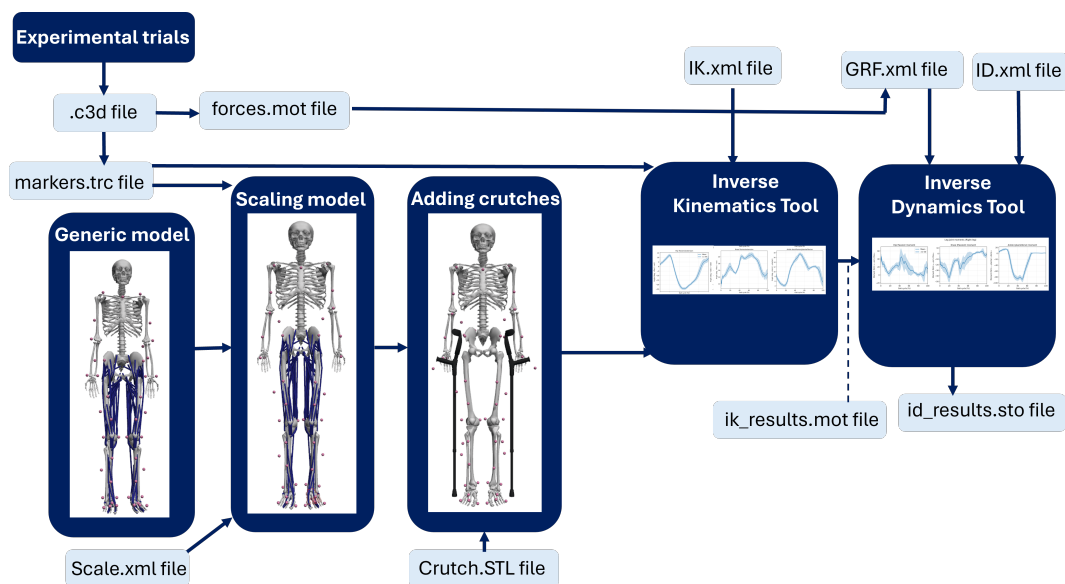 Experimental trials
IK.xml file
GRF.xml file
ID.xml file
.c3d file
forces.mot file
markers.trc file
Scaling model
Adding crutches
Inverse
Kinematics Tool
Inverse
Dynamics Tool
Generic model
ik_results.mot file
id_results.sto file
Scale.xml file
Crutch.STL file